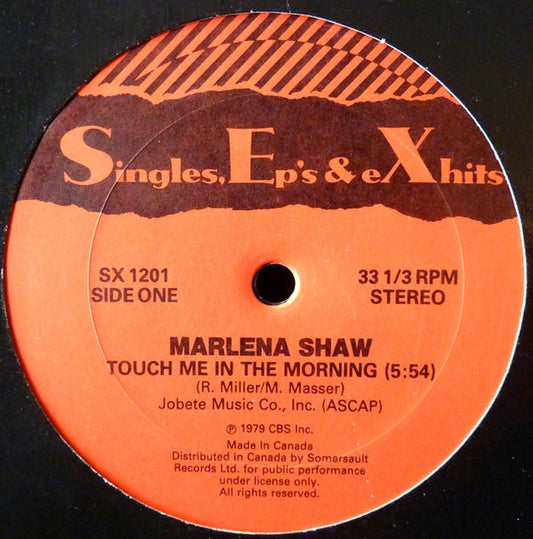 Singles, Ep's & eX hits
SX 1201
SIDE ONE
33 1/3 RPM
STEREO
MARLENA SHAW
TOUCH ME IN THE MORNING (5:54)
(R. Miller/M. Masser)
Jobete Music Co., Inc. (ASCAP)
℗ 1979 CBS Inc.
Made In Canada
Distributed in Canada by Somersault
Records Ltd. for public performance
under license only.
All rights reserved.